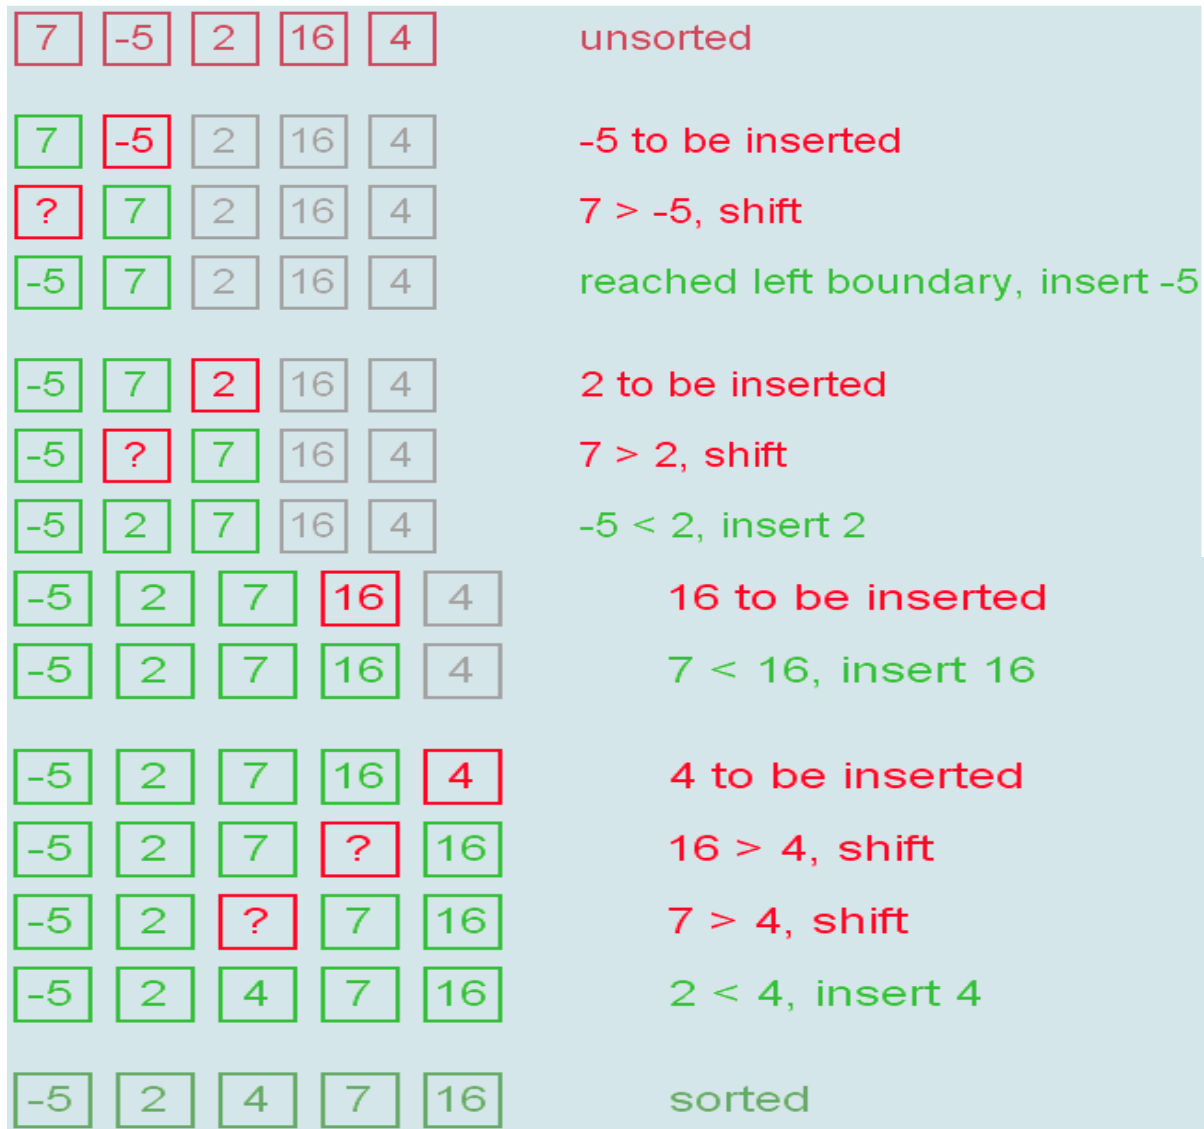 7 -5 2 16 4 unsorted
7 -5 2 16 4 -5 to be inserted
? 7 2 16 4 7 > -5, shift
-5 7 2 16 4 reached left boundary, insert -5
-5 7 2 16 4 2 to be inserted
-5 ? 7 16 4 7 > 2, shift
-5 2 7 16 4 -5 < 2, insert 2
-5 2 7 16 4 16 to be inserted
-5 2 7 16 4 7 < 16, insert 16
-5 2 7 16 4 4 to be inserted
-5 2 7 ? 16 16 > 4, shift
-5 2 ? 7 16 7 > 4, shift
-5 2 4 7 16 2 < 4, insert 4
-5 2 4 7 16 sorted